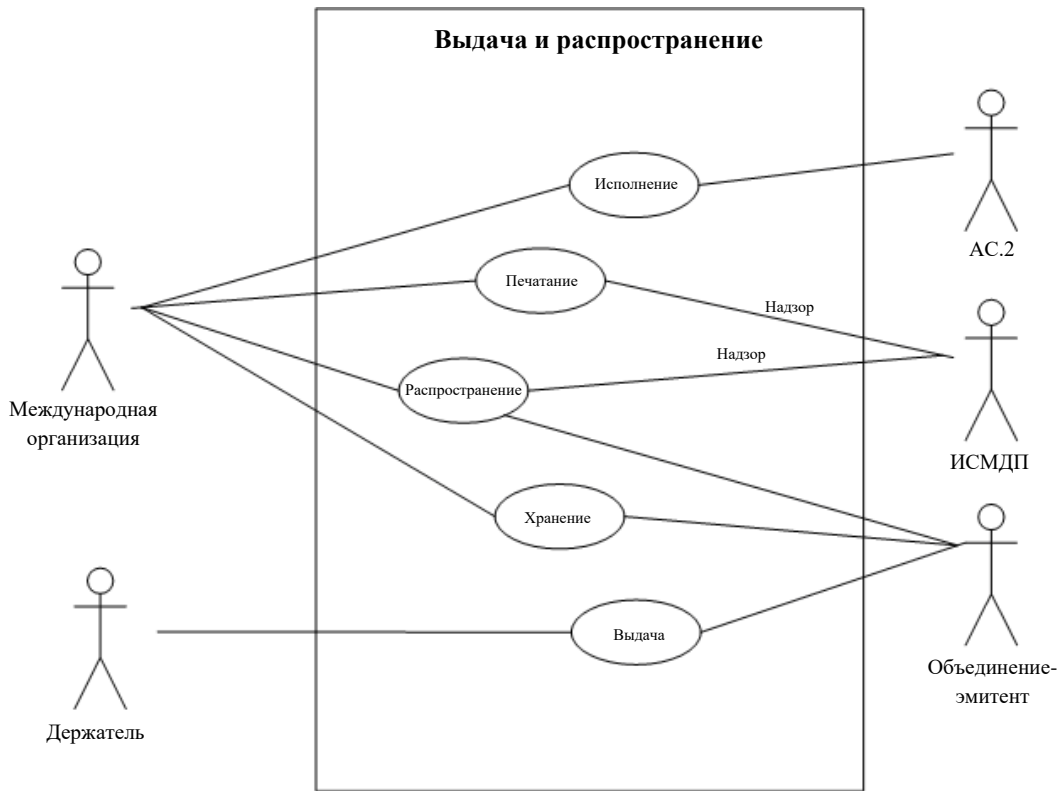 Выдача и распространение
Исполнение
АС.2
Печатание
Надзор
Надзор
Распространение
Международная
организация
ИСМДП
Хранение
Выдача
Объединение-
эмитент
Держатель